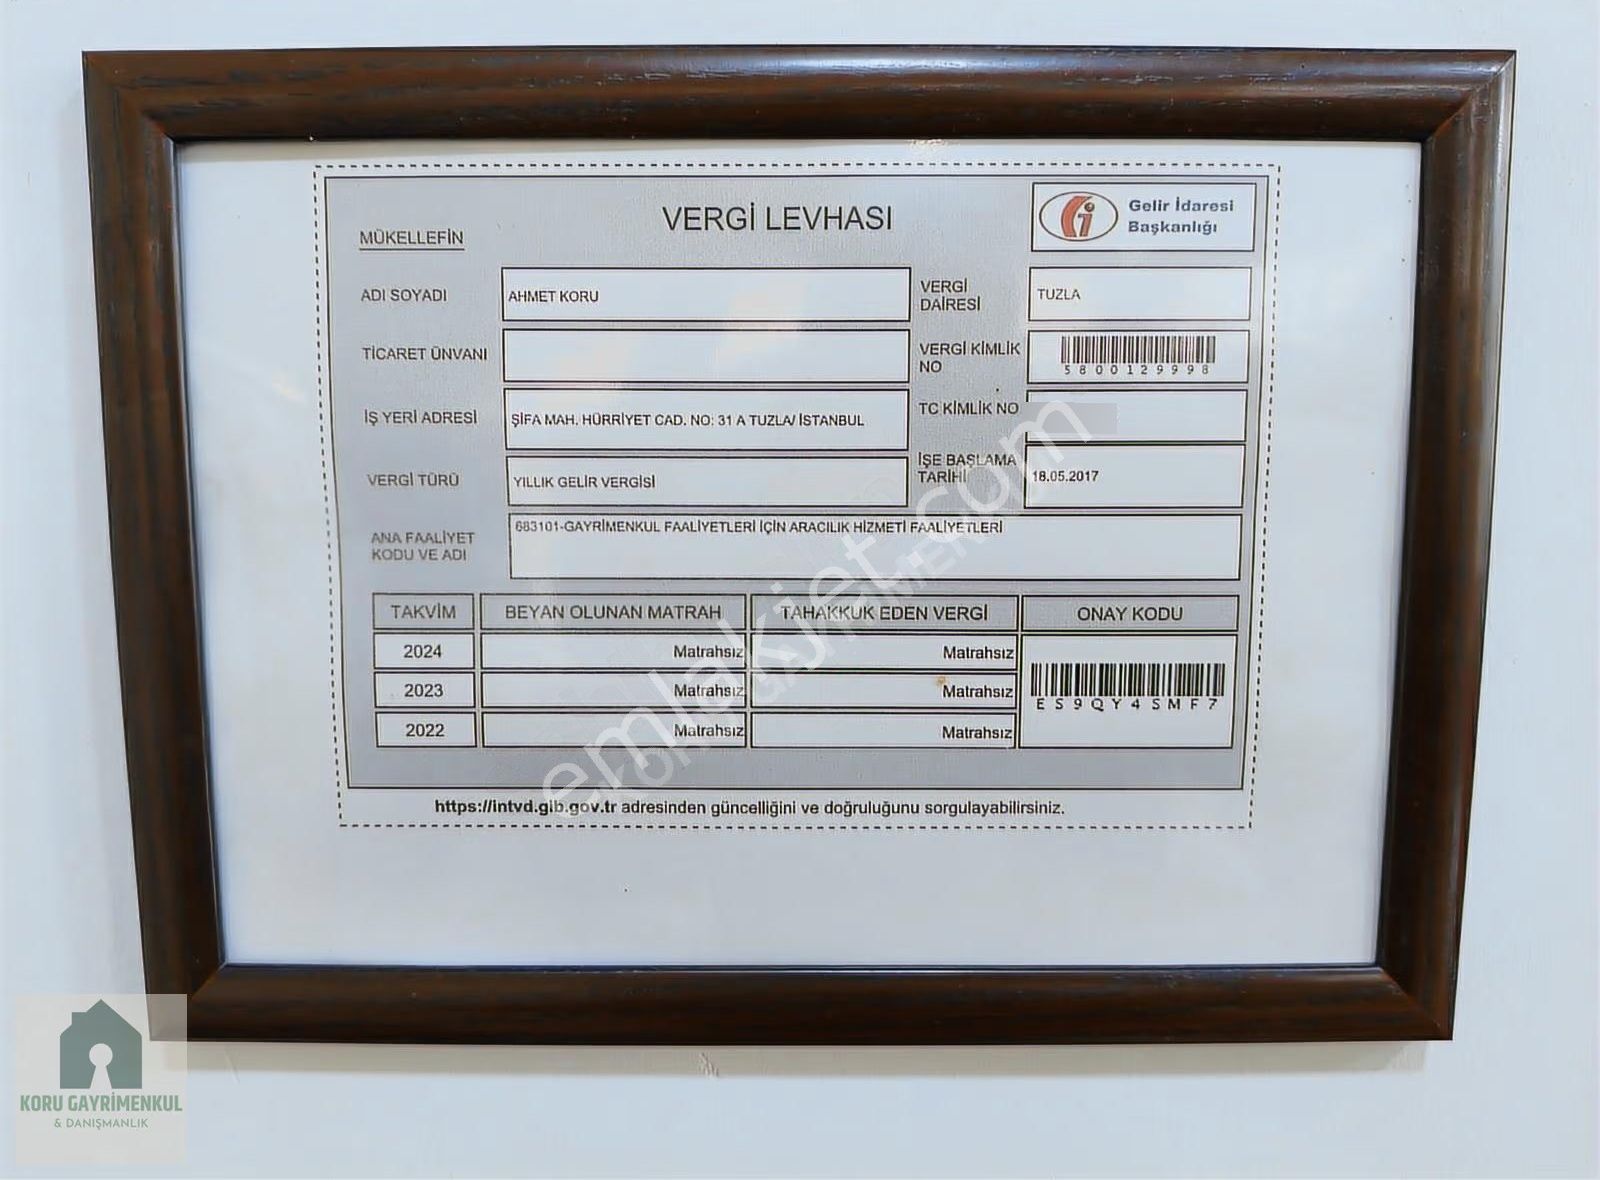 VERGİ LEVHASI
Gelir İdaresi
Başkanlığı
MÜKELLEFİN
ADI SOYADI
AHMET KORU
VERGİ
DAİRESİ
TUZLA
TİCARET ÜNVANI
VERGİ KİMLİK
NO
5800129998
İŞ YERİ ADRESİ
ŞİFA MAH. HÜRRİYET CAD. NO: 31 A TUZLA/ İSTANBUL
TC KİMLİK NO
VERGİ TÜRÜ
YILLIK GELİR VERGİSİ
İŞE BAŞLAMA
TARİHİ
18.05.2017
ANA FAALİYET
KODU VE ADI
683101-GAYRİMENKUL FAALİYETLERİ İÇİN ARACILIK HİZMETİ FAALİYETLERİ
TAKVİM BEYAN OLUNAN MATRAH TAHAKKUK EDEN VERGİ ONAY KODU
2024 Matrahsız Matrahsız
2023 Matrahsız Matrahsız
ES9QY4SMF7
2022 Matrahsız Matrahsız
https://intvd.gib.gov.tr adresinden güncelliğini ve doğruluğunu sorgulayabilirsiniz.
emlakjet.com
KORU GAYRİMENKUL
& DANIŞMANLIK